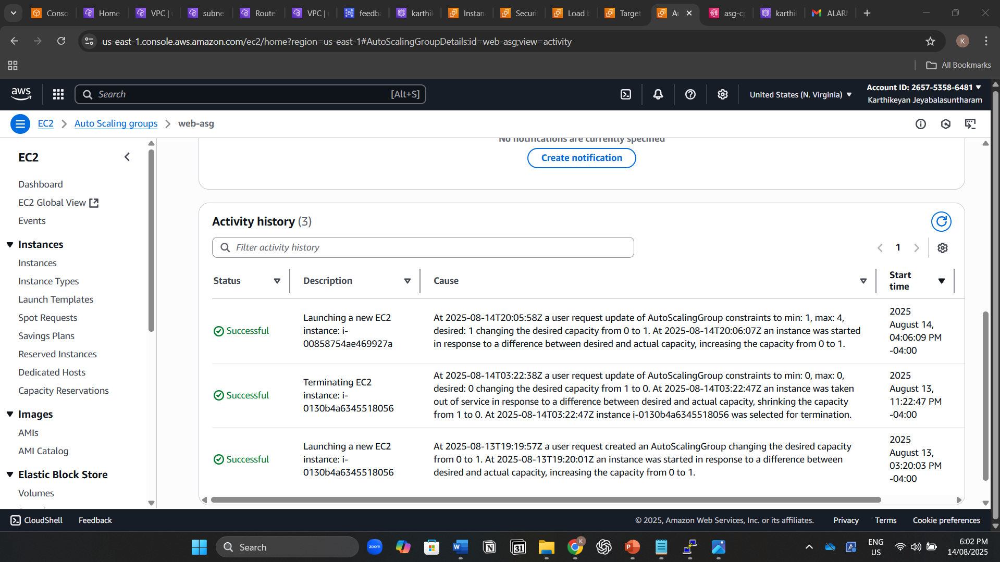 Conso
Home
VPC |
subne
Route
VPC |
feedba
karthik
Instan
Securi
Load b
Target
A
asg-cp
karthik
ALARM
us-east-1.console.aws.amazon.com/ec2/home?region=us-east-1#AutoScalingGroupDetails:id=web-asg;view=activity
K
All Bookmarks
aws
Search
[Alt+S]
United States (N. Virginia)
Account ID: 2657-5358-6481
Karthikeyan Jeyabalasuntharam
EC2
Auto Scaling groups
web-asg
EC2
Dashboard
EC2 Global View
Events
Instances
Instances
Instance Types
Launch Templates
Spot Requests
Savings Plans
Reserved Instances
Dedicated Hosts
Capacity Reservations
Images
AMIs
AMI Catalog
Elastic Block Store
Volumes
No notifications are currently specified
Create notification
Activity history (3)
Filter activity history
1
Status
Description
Cause
Start
time
Successful
Launching a new EC2
instance: i-
00858754ae469927a
At 2025-08-14T20:05:58Z a user request update of AutoScalingGroup constraints to min: 1, max: 4,
desired: 1 changing the desired capacity from 0 to 1. At 2025-08-14T20:06:07Z an instance was started
in response to a difference between desired and actual capacity, increasing the capacity from 0 to 1.
2025
August 14,
04:06:09 PM
-04:00
Successful
Terminating EC2
instance: i-
0130b4a6345518056
At 2025-08-14T03:22:38Z a user request update of AutoScalingGroup constraints to min: 0, max: 0,
desired: 0 changing the desired capacity from 1 to 0. At 2025-08-14T03:22:47Z an instance was taken
out of service in response to a difference between desired and actual capacity, shrinking the capacity
from 1 to 0. At 2025-08-14T03:22:47Z instance i-0130b4a6345518056 was selected for termination.
2025
August 13,
11:22:47 PM
-04:00
Successful
Launching a new EC2
instance: i-
0130b4a6345518056
At 2025-08-13T19:19:57Z a user request created an AutoScalingGroup changing the desired capacity
from 0 to 1. At 2025-08-13T19:20:01Z an instance was started in response to a difference between
desired and actual capacity, increasing the capacity from 0 to 1.
2025
August 13,
03:20:03 PM
-04:00
CloudShell
Feedback
© 2025, Amazon Web Services, Inc. or its affiliates.
Privacy
Terms
Cookie preferences
Search
zoom
31
K
ENG
US
6:02 PM
14/08/2025